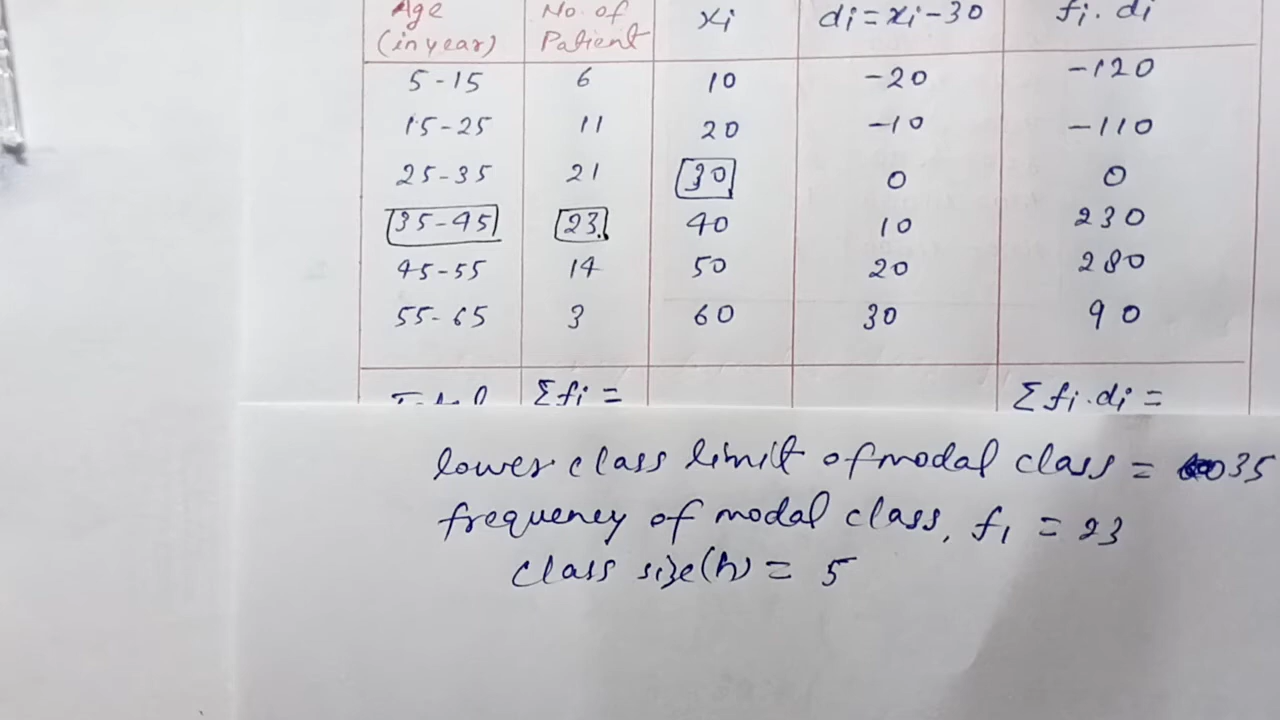 Age (in year) No. of Patient xi di = xi - 30 fi . di
5 - 15 6 10 -20 -120
15 - 25 11 20 -10 -110
25 - 35 21 30 0 0
35 - 45 23 40 10 230
45 - 55 14 50 20 280
55 - 65 3 60 30 90
Total Σfi = Σfi.di =
lower class limit of modal class = 35
frequency of modal class, f1 = 23
class size(h) = 5